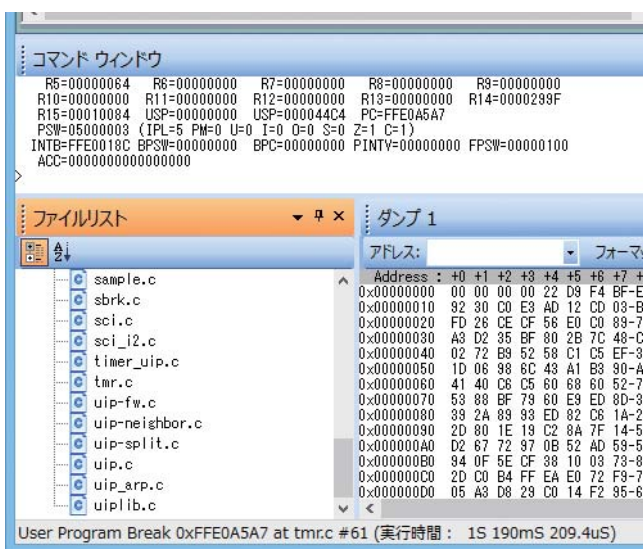 コマンド ウィンドウ
R5=00000064 R6=00000000 R7=00000000 R8=00000000 R9=00000000
R10=00000000 R11=00000000 R12=00000000 R13=00000000 R14=0000299F
R15=00010084 USP=00000000 USP=000044C4 PC=FFE0A5A7
PSW=05000003 (IPL=5 PM=0 U=0 I=0 O=0 S=0 Z=1 C=1)
INTB=FFE0018C BPSW=00000000 BPC=00000000 PINTV=00000000 FPSW=00000100
ACC=0000000000000000
>
ファイルリスト
sample.c
sbrk.c
sci.c
sci_i2.c
timer_uip.c
tmr.c
uip-fw.c
uip-neighbor.c
uip-split.c
uip.c
uip_arp.c
uiplib.c
ダンプ 1
アドレス:
Address : +0 +1 +2 +3 +4 +5 +6 +7
0x00000000 00 00 00 00 22 D9 F4 BF-E
0x00000010 92 30 C0 E3 AD 12 CD 03-B
0x00000020 FD 26 CE CF 56 E0 C0 89-7
0x00000030 A3 D2 35 BF 80 2B 7C 48-C
0x00000040 02 72 B9 52 58 C1 C5 EF-3
0x00000050 1D 06 98 6C 43 A1 B3 90-A
0x00000060 41 40 C6 C5 60 68 60 52-7
0x00000070 53 88 BF 79 60 E9 ED 8D-3
0x00000080 39 2A 89 93 ED 82 C6 1A-2
0x00000090 2D 80 1E 19 C2 8A 7F 14-5
0x000000A0 D2 67 72 97 0B 52 AD 59-5
0x000000B0 94 0F 5E CF 38 10 03 73-8
0x000000C0 2D C0 B4 FF EA E0 72 F9-7
0x000000D0 05 A3 D8 29 C0 14 F2 95-6
User Program Break 0xFFE0A5A7 at tmr.c #61 (実行時間： 1S 190mS 209.4uS)